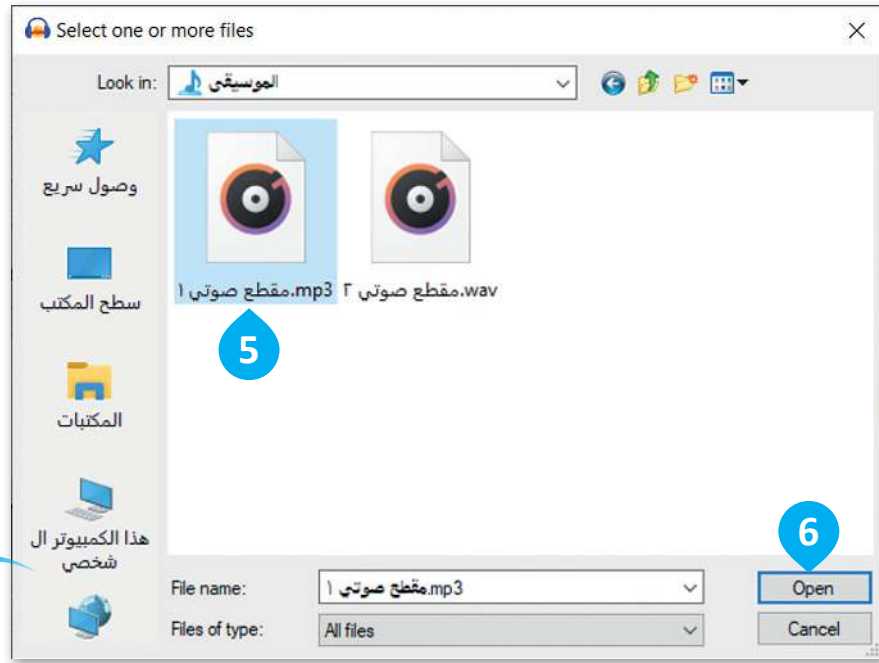 Select one or more files
Look in: الموسيقى
وصول سريع
سطح المكتب
المكتبات
هذا الكمبيوتر ال
شخصي
مقطع صوتي ١.mp3
مقطع صوتي ٢.wav
5
6
File name: مقطع صوتي ١.mp3 Open
Files of type: All files Cancel